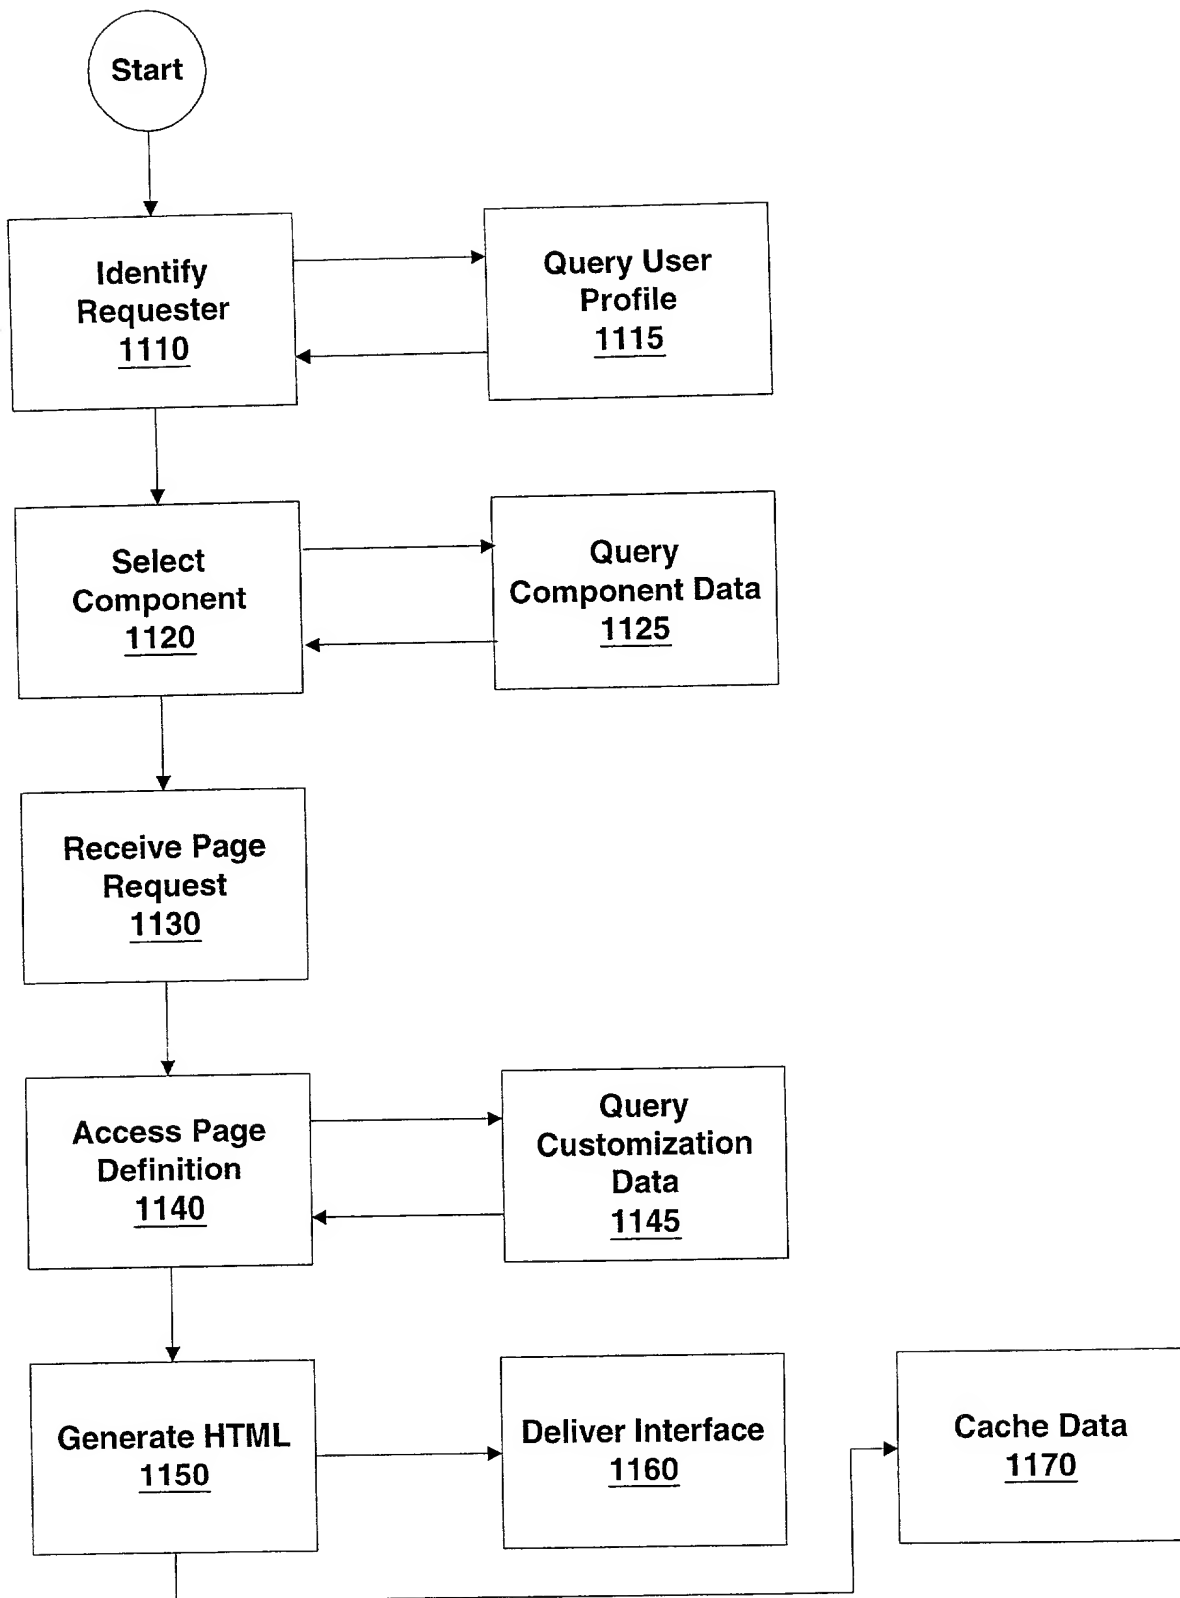 Start
Identify
Requester
1110
Query User
Profile
1115
Select
Component
1120
Query
Component Data
1125
Receive Page
Request
1130
Access Page
Definition
1140
Query
Customization
Data
1145
Generate HTML
1150
Deliver Interface
1160
Cache Data
1170